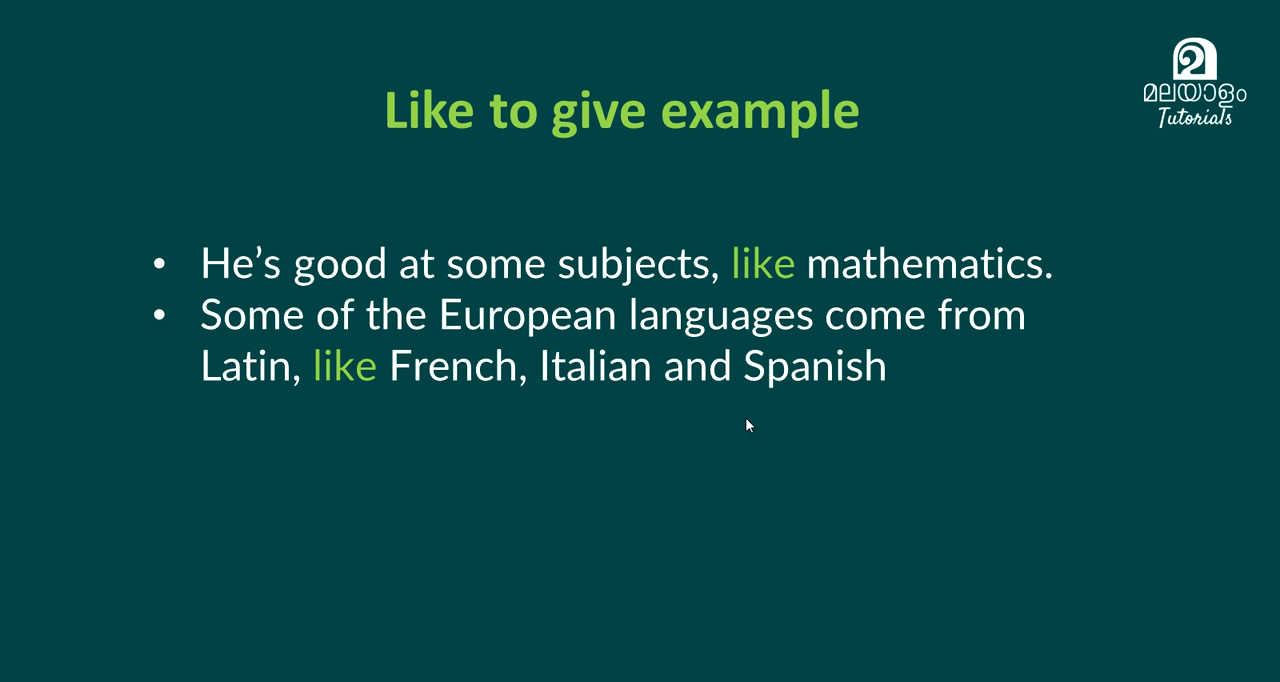 മലയാളം
Tutorials
Like to give example
• He’s good at some subjects, like mathematics.
• Some of the European languages come from
Latin, like French, Italian and Spanish